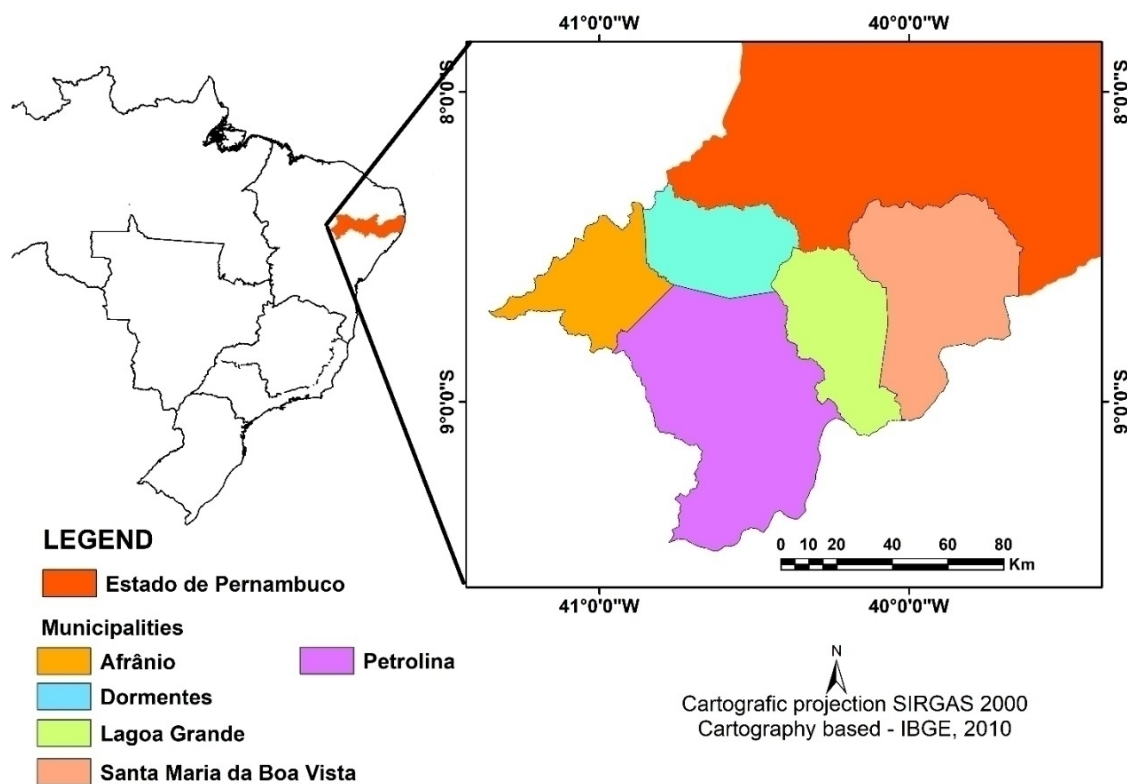 41°0'0"W 40°0'0"W
8°0'0"S 8°0'0"S
9°0'0"S 9°0'0"S
0 10 20 40 60 80
Km
41°0'0"W 40°0'0"W
LEGEND
Estado de Pernambuco
Municipalities
Afrânio
Petrolina
Dormentes
Lagoa Grande
Santa Maria da Boa Vista
N
Cartografic projection SIRGAS 2000
Cartography based - IBGE, 2010